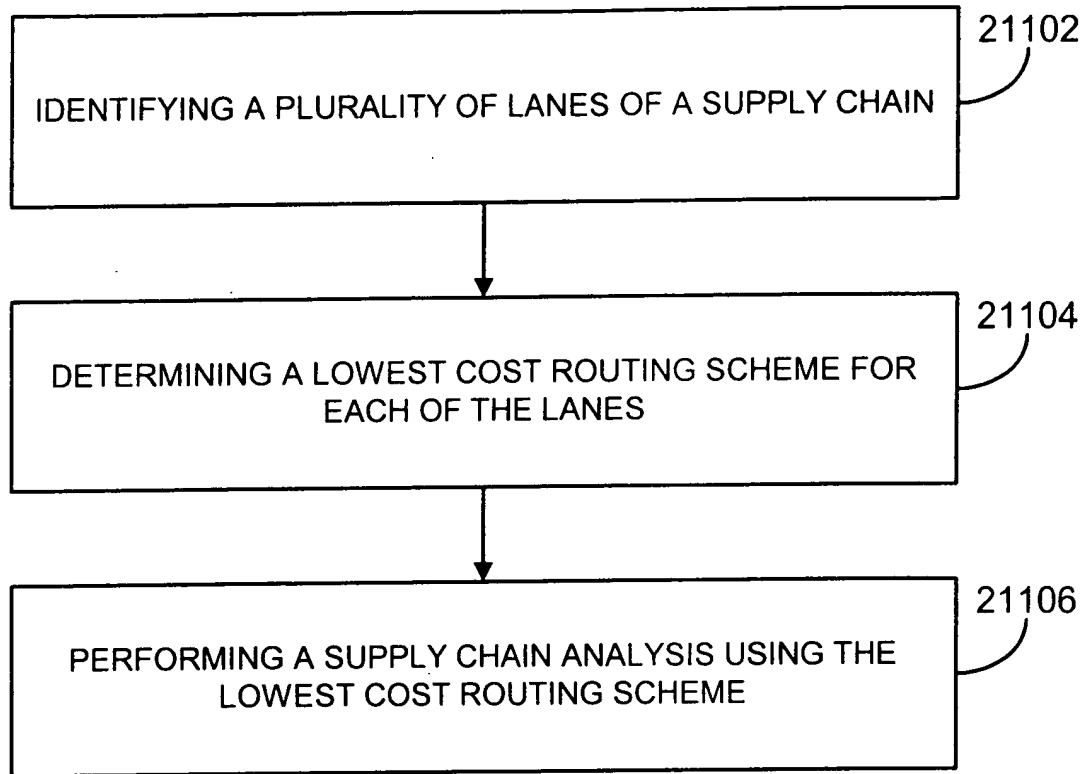 21102
IDENTIFYING A PLURALITY OF LANES OF A SUPPLY CHAIN
21104
DETERMINING A LOWEST COST ROUTING SCHEME FOR
EACH OF THE LANES
21106
PERFORMING A SUPPLY CHAIN ANALYSIS USING THE
LOWEST COST ROUTING SCHEME